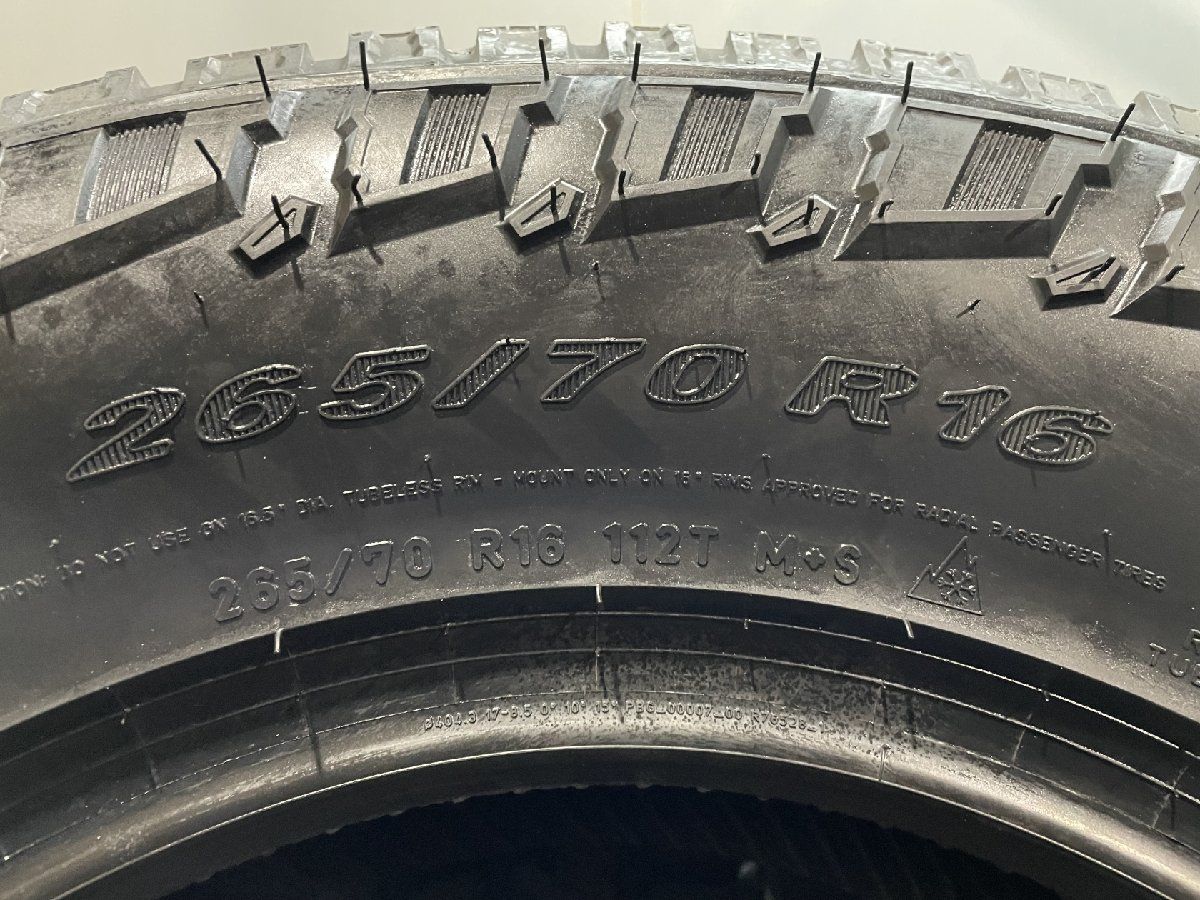 265/70 R16
DO NOT USE ON 16.5" DIA. TUBELESS RIM - MOUNT ONLY ON 16" RIMS APPROVED FOR RADIAL PASSENGER TIRES
265/70 R16 112T M+S